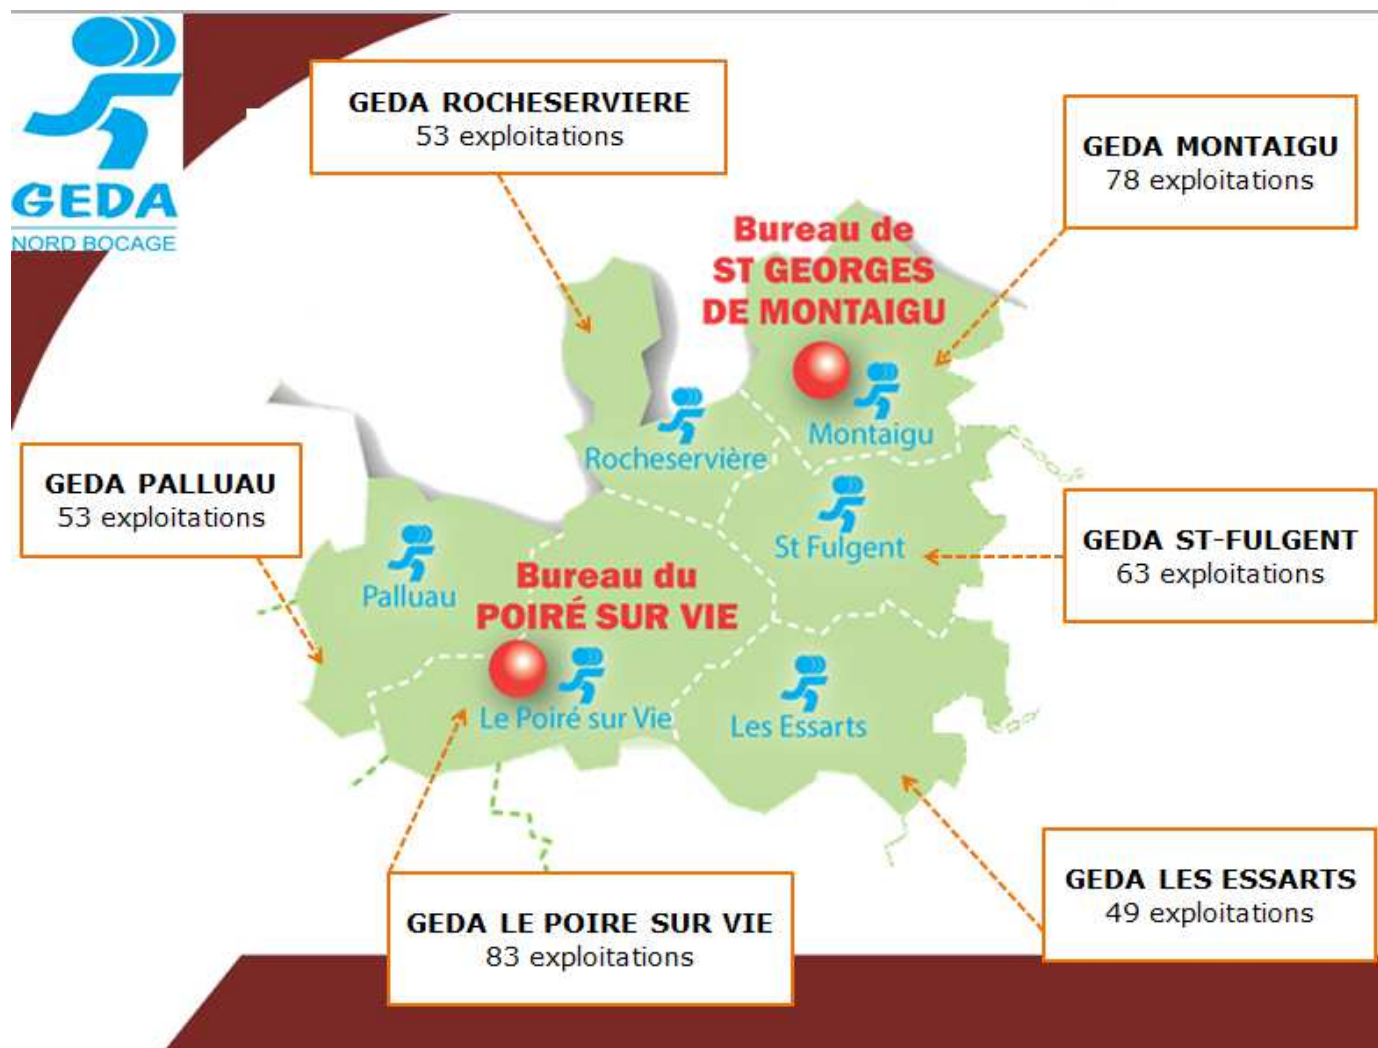 GEDA
NORD BOCAGE
GEDA ROCHESERVIERE
53 exploitations
GEDA MONTAIGU
78 exploitations
Bureau de
ST GEORGES
DE MONTAIGU
Montaigu
Rocheservière
GEDA PALLUAU
53 exploitations
St Fulgent
GEDA ST-FULGENT
63 exploitations
Palluau
Bureau du
POIRÉ SUR VIE
Le Poiré sur Vie
Les Essarts
GEDA LES ESSARTS
49 exploitations
GEDA LE POIRE SUR VIE
83 exploitations